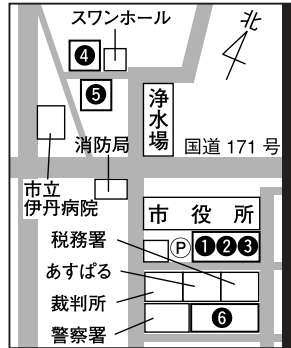 スワンホール
北
❹
❺
浄水場
消防局
国道 171 号
市立
伊丹病院
市役所
税務署
Ⓟ
❶❷❸
あすぱる
裁判所
❻
警察署